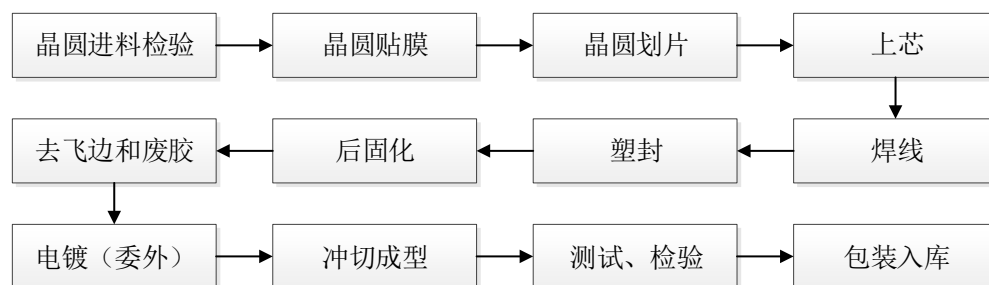 晶圆进料检验
晶圆贴膜
晶圆划片
上芯
焊线
塑封
后固化
去飞边和废胶
电镀（委外）
冲切成型
测试、检验
包装入库